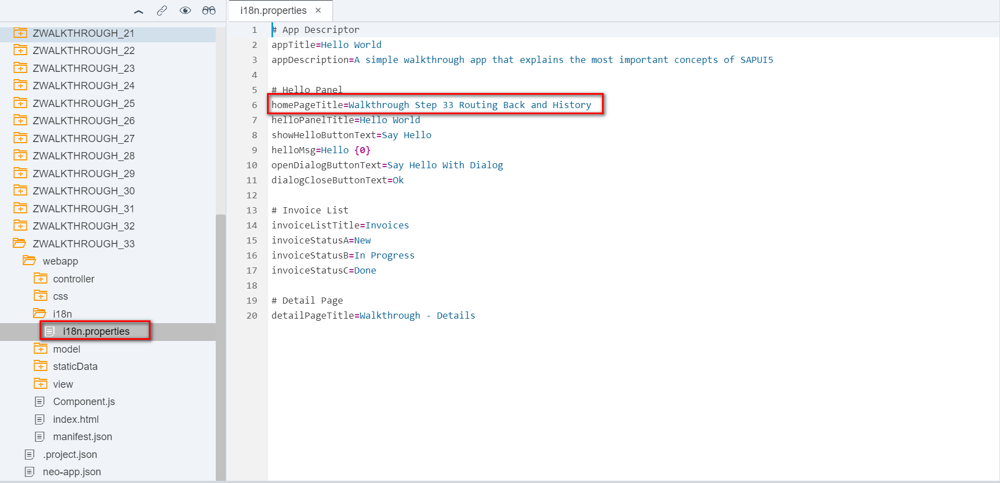 ZWALKTHROUGH_21
ZWALKTHROUGH_22
ZWALKTHROUGH_23
ZWALKTHROUGH_24
ZWALKTHROUGH_25
ZWALKTHROUGH_26
ZWALKTHROUGH_27
ZWALKTHROUGH_28
ZWALKTHROUGH_29
ZWALKTHROUGH_30
ZWALKTHROUGH_31
ZWALKTHROUGH_32
ZWALKTHROUGH_33
webapp
controller
css
i18n
i18n.properties
model
staticData
view
Component.js
index.html
manifest.json
.project.json
neo-app.json
i18n.properties ×
1 # App Descriptor
2 appTitle=Hello World
3 appDescription=A simple walkthrough app that explains the most important concepts of SAPUI5
4
5 # Hello Panel
6 homePageTitle=Walkthrough Step 33 Routing Back and History
7 helloPanelTitle=Hello World
8 showHelloButtonText=Say Hello
9 helloMsg=Hello {0}
10 openDialogButtonText=Say Hello With Dialog
11 dialogCloseButtonText=Ok
12
13 # Invoice List
14 invoiceListTitle=Invoices
15 invoiceStatusA=New
16 invoiceStatusB=In Progress
17 invoiceStatusC=Done
18
19 # Detail Page
20 detailPageTitle=Walkthrough - Details